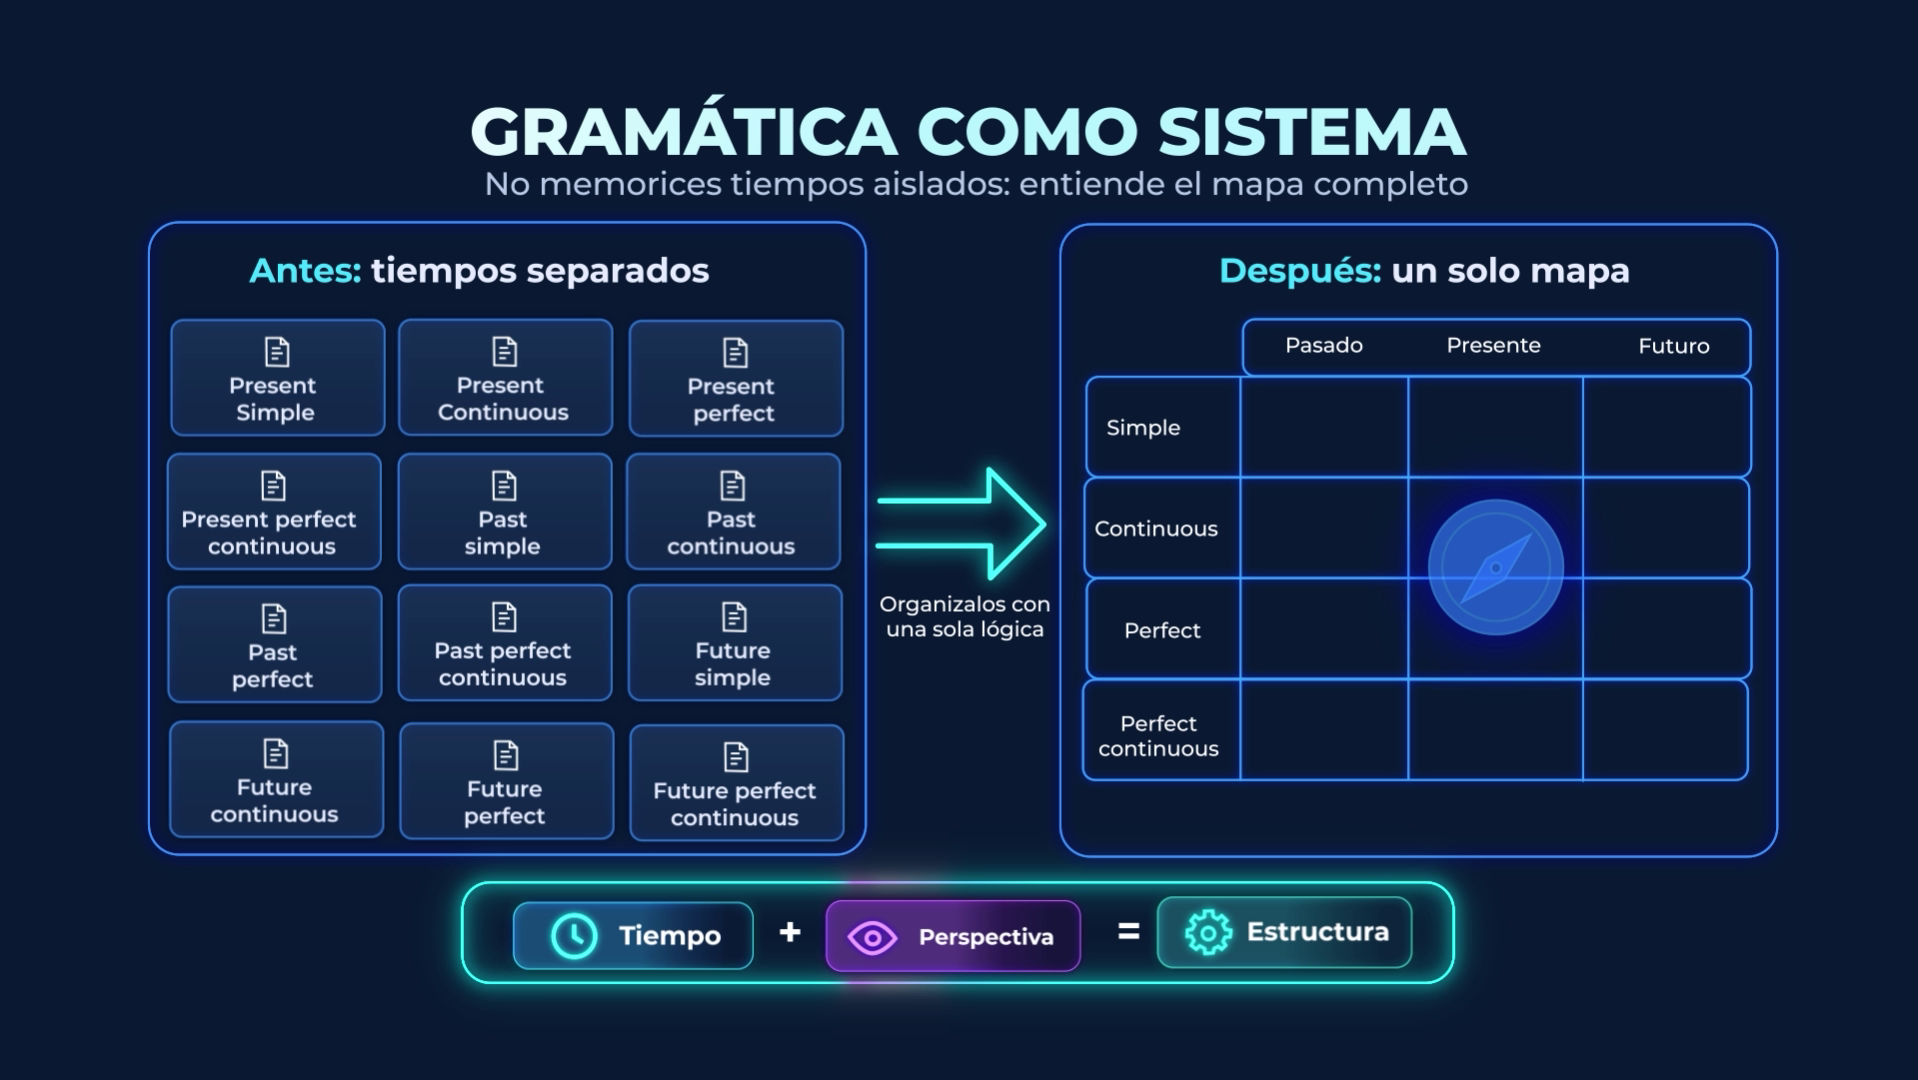 GRAMÁTICA COMO SISTEMA
No memorices tiempos aislados: entiende el mapa completo
Antes: tiempos separados
Present
Simple
Present
Continuous
Present
perfect
Present perfect
continuous
Past
simple
Past
continuous
Past
perfect
Past perfect
continuous
Future
simple
Future
continuous
Future
perfect
Future perfect
continuous
Organizalos con
una sola lógica
Después: un solo mapa
Pasado
Presente
Futuro
Simple
Continuous
Perfect
Perfect
continuous
Tiempo + Perspectiva = Estructura